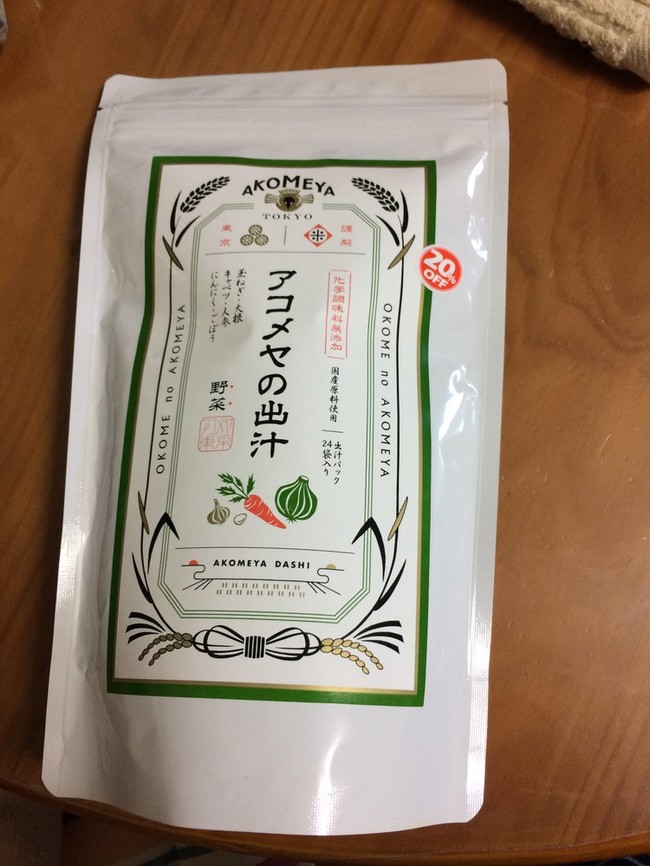 AKOMEYA
TOKYO
東京
謹製
米
20%
OFF
化学調味料無添加
国産原料使用
出汁パック
24袋入り
アコメヤの出汁
野菜
玉ねぎ・大根
キャベツ・人参
にんにく・ごぼう
OKOME no AKOMEYA
OKOME no AKOMEYA
AKOMEYA DASHI